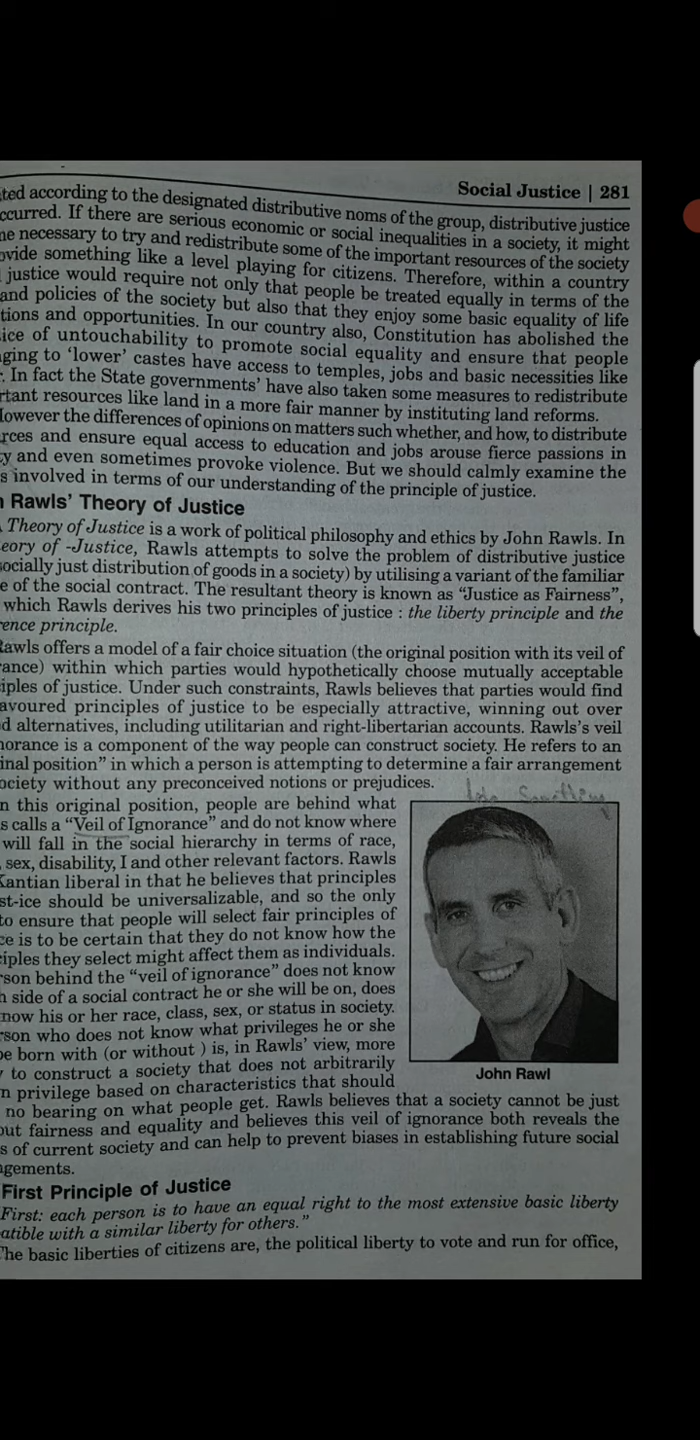 Social Justice | 281
ted according to the designated distributive noms of the group, distributive justice
ccurred. If there are serious economic or social inequalities in a society, it might
ne necessary to try and redistribute some of the important resources of the society
ovide something like a level playing for citizens. Therefore, within a country
justice would require not only that people be treated equally in terms of the
and policies of the society but also that they enjoy some basic equality of life
tions and opportunities. In our country also, Constitution has abolished the
ice of untouchability to promote social equality and ensure that people
ging to ‘lower’ castes have access to temples, jobs and basic necessities like
. In fact the State governments’ have also taken some measures to redistribute
rtant resources like land in a more fair manner by instituting land reforms.
However the differences of opinions on matters such whether, and how, to distribute
rces and ensure equal access to education and jobs arouse fierce passions in
y and even sometimes provoke violence. But we should calmly examine the
s involved in terms of our understanding of the principle of justice.
n Rawls’ Theory of Justice
Theory of Justice is a work of political philosophy and ethics by John Rawls. In
eory of -Justice, Rawls attempts to solve the problem of distributive justice
socially just distribution of goods in a society) by utilising a variant of the familiar
e of the social contract. The resultant theory is known as “Justice as Fairness”,
which Rawls derives his two principles of justice : the liberty principle and the
rence principle.
Rawls offers a model of a fair choice situation (the original position with its veil of
rance) within which parties would hypothetically choose mutually acceptable
iples of justice. Under such constraints, Rawls believes that parties would find
avoured principles of justice to be especially attractive, winning out over
d alternatives, including utilitarian and right-libertarian accounts. Rawls’s veil
norance is a component of the way people can construct society. He refers to an
inal position” in which a person is attempting to determine a fair arrangement
ociety without any preconceived notions or prejudices.
n this original position, people are behind what
s calls a “Veil of Ignorance” and do not know where
will fall in the social hierarchy in terms of race,
, sex, disability, I and other relevant factors. Rawls
Kantian liberal in that he believes that principles
st-ice should be universalizable, and so the only
to ensure that people will select fair principles of
ce is to be certain that they do not know how the
ciples they select might affect them as individuals.
rson behind the “veil of ignorance” does not know
h side of a social contract he or she will be on, does
now his or her race, class, sex, or status in society.
rson who does not know what privileges he or she
be born with (or without ) is, in Rawls’ view, more
y to construct a society that does not arbitrarily
n privilege based on characteristics that should
no bearing on what people get. Rawls believes that a society cannot be just
out fairness and equality and believes this veil of ignorance both reveals the
s of current society and can help to prevent biases in establishing future social
ngements.
John Rawl
First Principle of Justice
First: each person is to have an equal right to the most extensive basic liberty
atible with a similar liberty for others.”
The basic liberties of citizens are, the political liberty to vote and run for office,